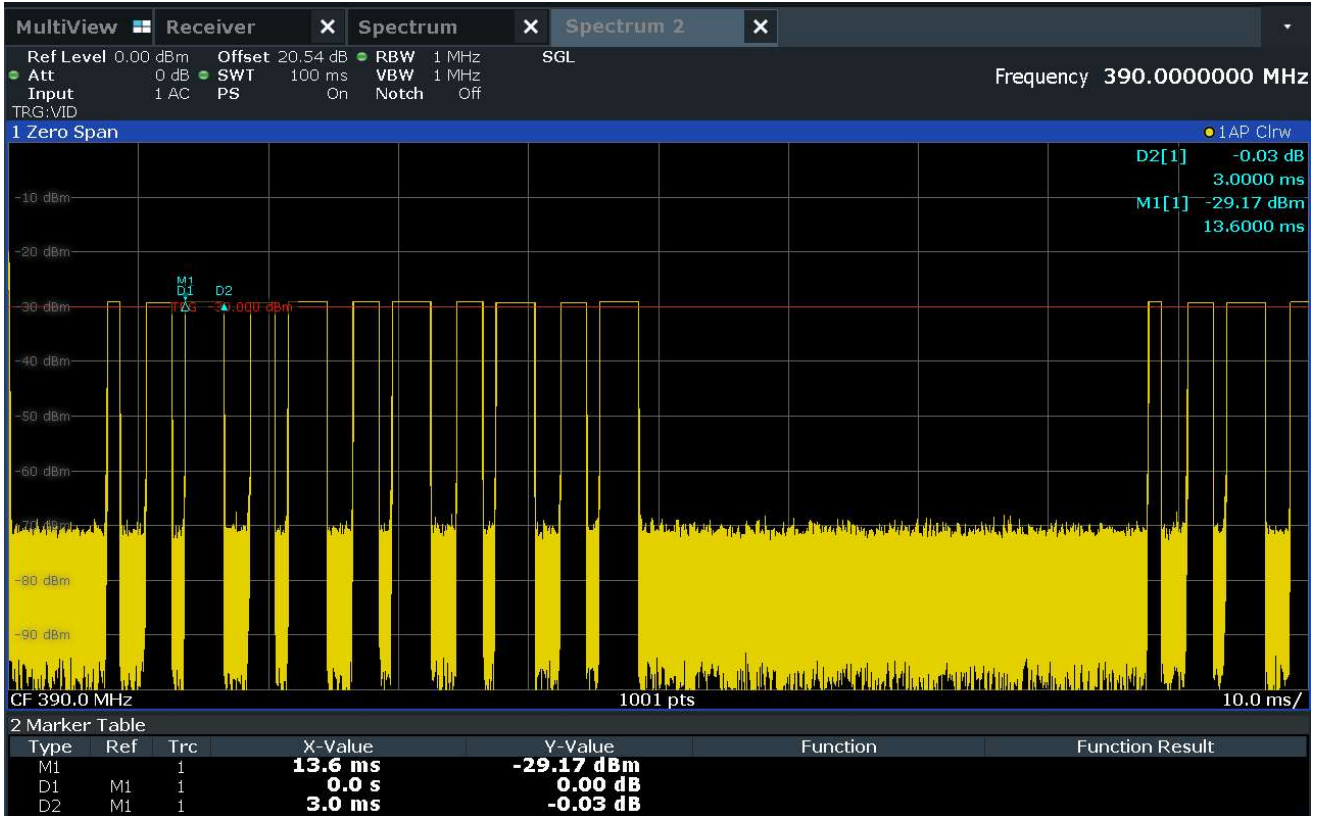 MultiView Receiver × Spectrum × Spectrum 2 ×
Ref Level 0.00 dBm Offset 20.54 dB RBW 1 MHz SGL
Att 0 dB SWT 100 ms VBW 1 MHz Frequency 390.0000000 MHz
Input 1 AC PS On Notch Off
TRG:VID
1 Zero Span 1AP Clrw
D2[1] -0.03 dB
3.0000 ms
-10 dBm
M1[1] -29.17 dBm
13.6000 ms
-20 dBm
M1
D1 D2
-30 dBm TRG -30.000 dBm
-40 dBm
-50 dBm
-60 dBm
-70 dBm
-80 dBm
-90 dBm
CF 390.0 MHz 1001 pts 10.0 ms/
2 Marker Table
Type Ref Trc X-Value Y-Value Function Function Result
M1 1 13.6 ms -29.17 dBm
D1 M1 1 0.0 s 0.00 dB
D2 M1 1 3.0 ms -0.03 dB